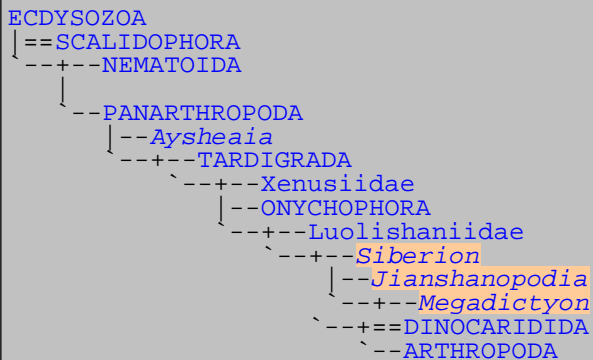 ECDYSOZOA
|==SCALIDOPHORA
`--+--NEMATOIDA
|
`--PANARTHROPODA
|--Aysheaia
`--+--TARDIGRADA
`--+--Xenusiidae
|--ONYCHOPHORA
`--+--Luolishaniidae
`--+--Siberion
|--Jianshanopodia
`--+--Megadictyon
`--+==DINOCARIDIDA
`--ARTHROPODA